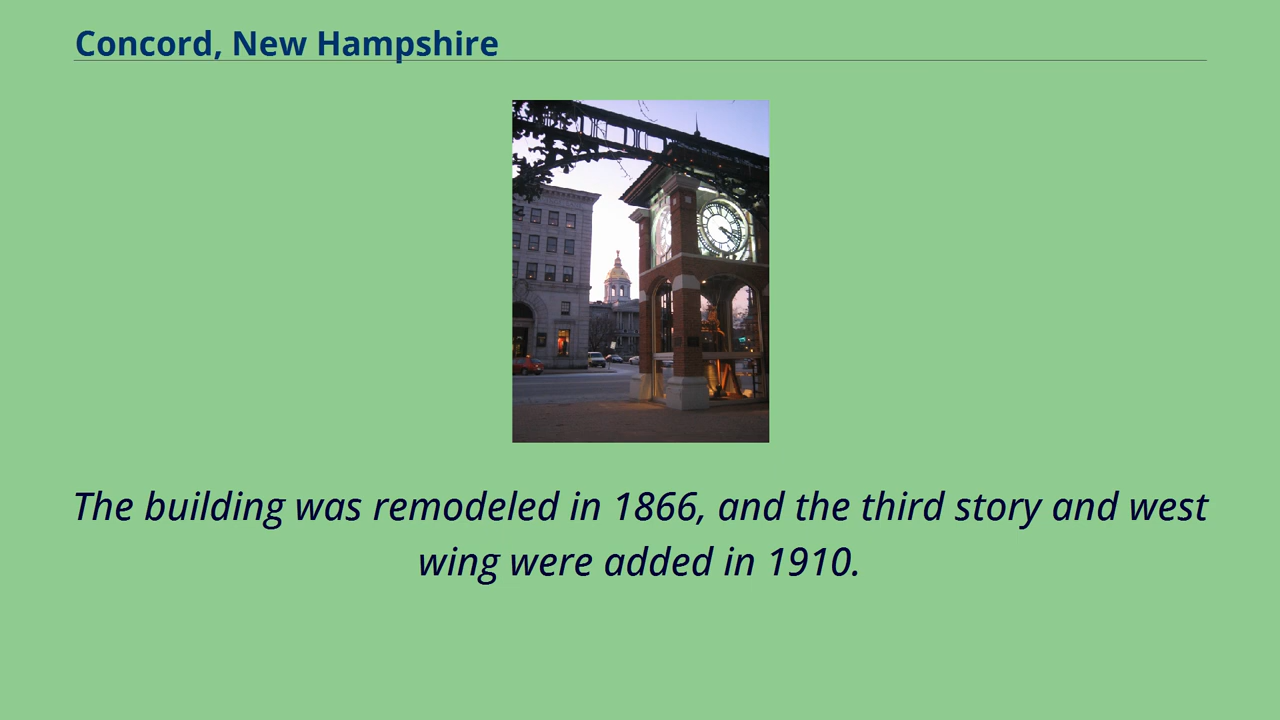 Concord, New Hampshire
The building was remodeled in 1866, and the third story and west
wing were added in 1910.